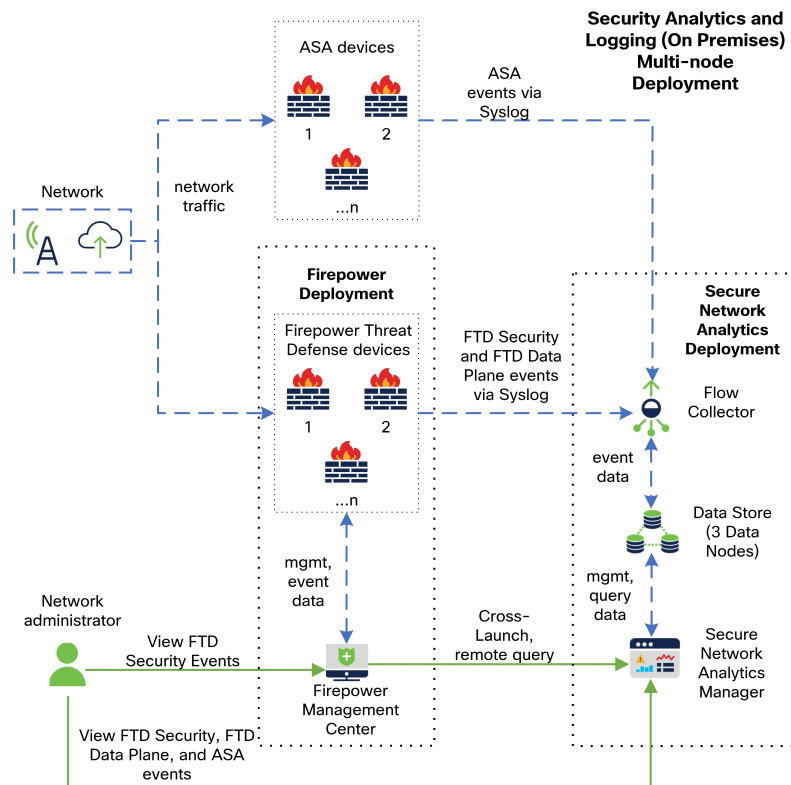 Security Analytics and
Logging (On Premises)
Multi-node
Deployment
ASA devices
1
2
...n
ASA
events via
Syslog
Network
network
traffic
Firepower
Deployment
Firepower Threat
Defense devices
1
2
...n
FTD Security
and FTD Data
Plane events
via Syslog
Secure
Network
Analytics
Deployment
Flow
Collector
event
data
Data Store
(3 Data
Nodes)
mgmt,
event
data
mgmt,
query
data
Network
administrator
View FTD
Security Events
Cross-
Launch,
remote query
Secure
Network
Analytics
Manager
Firepower
Management
Center
View FTD Security, FTD
Data Plane, and ASA
events